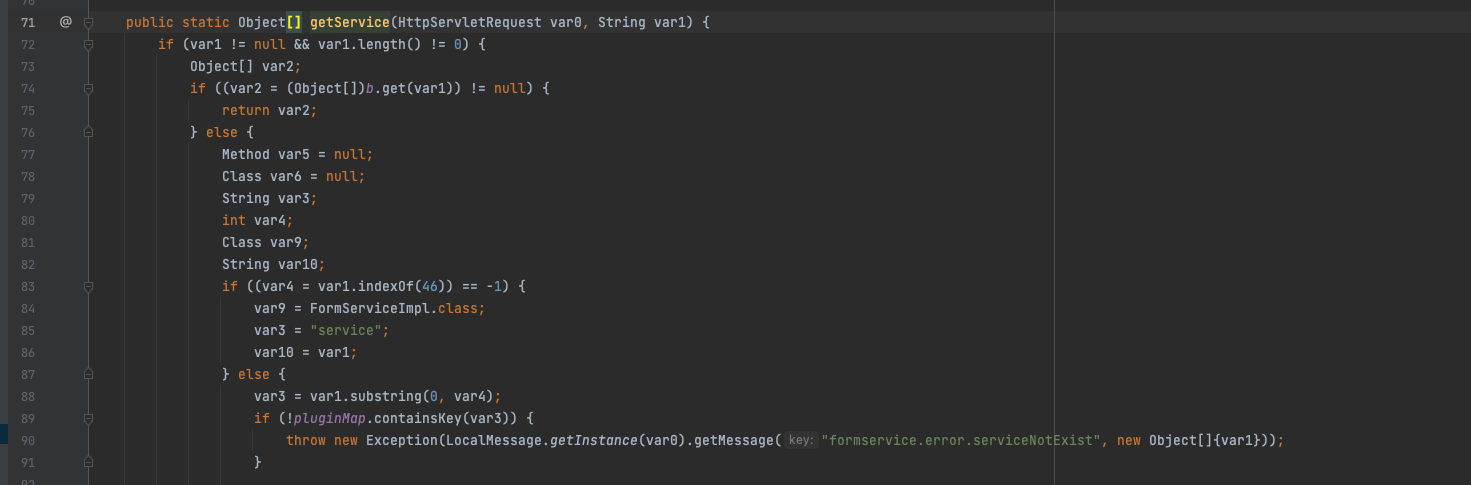 70
71 @ public static Object[] getService(HttpServletRequest var0, String var1) {
72 if (var1 != null && var1.length() != 0) {
73 Object[] var2;
74 if ((var2 = (Object[])b.get(var1)) != null) {
75 return var2;
76 } else {
77 Method var5 = null;
78 Class var6 = null;
79 String var3;
80 int var4;
81 Class var9;
82 String var10;
83 if ((var4 = var1.indexOf(46)) == -1) {
84 var9 = FormServiceImpl.class;
85 var3 = "service";
86 var10 = var1;
87 } else {
88 var3 = var1.substring(0, var4);
89 if (!pluginMap.containsKey(var3)) {
90 throw new Exception(LocalMessage.getInstance(var0).getMessage( key: "formservice.error.serviceNotExist", new Object[]{var1}));
91 }
92